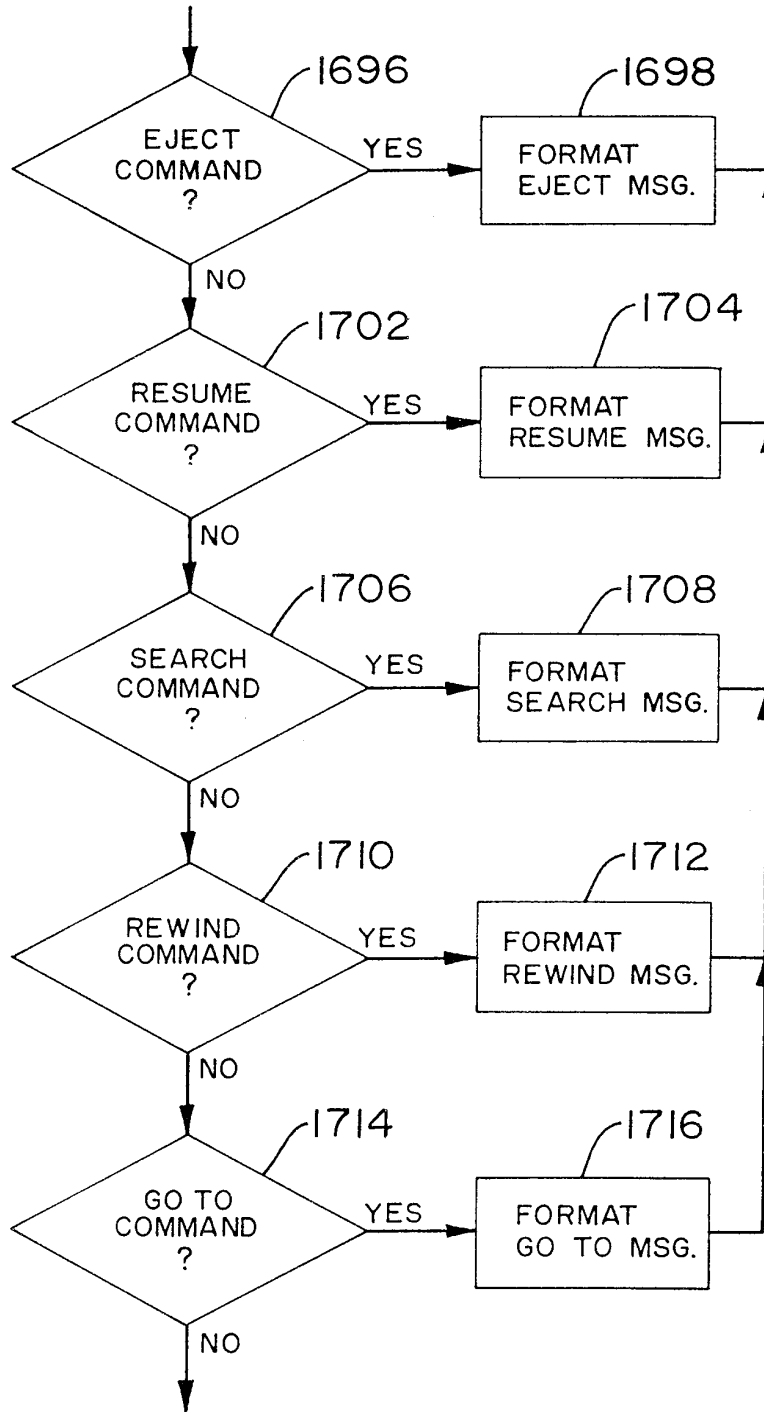 1696
1698
EJECT
COMMAND
?
YES
FORMAT
EJECT MSG.
NO
1702
1704
RESUME
COMMAND
?
YES
FORMAT
RESUME MSG.
NO
1706
1708
SEARCH
COMMAND
?
YES
FORMAT
SEARCH MSG.
NO
1710
1712
REWIND
COMMAND
?
YES
FORMAT
REWIND MSG.
NO
1714
1716
GO TO
COMMAND
?
YES
FORMAT
GO TO MSG.
NO